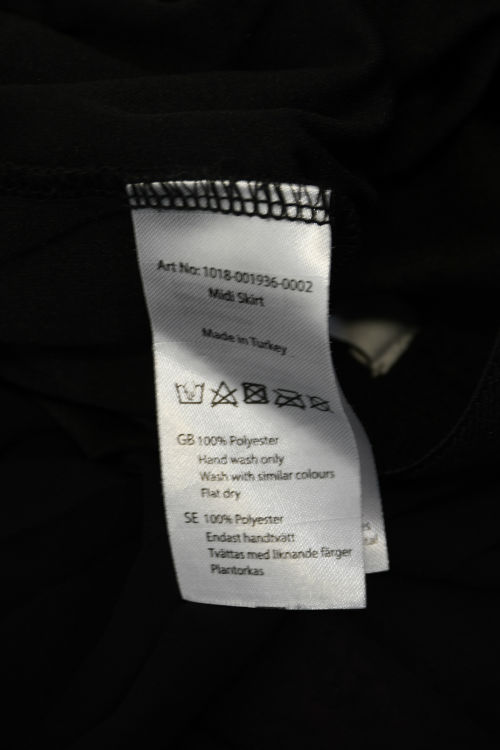 Art No: 1018-001936-0002
Midi Skirt
Made in Turkey
GB 100% Polyester
Hand wash only
Wash with similar colours
Flat dry
SE 100% Polyester
Endast handtvätt
Tvättas med liknande färger
Plantorkas